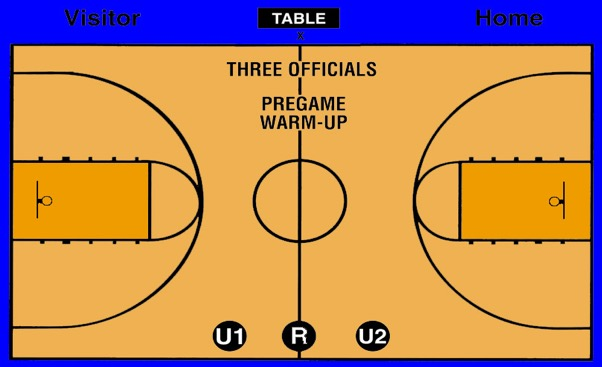 Visitor TABLE Home
X
THREE OFFICIALS
PREGAME
WARM-UP
U1 R U2